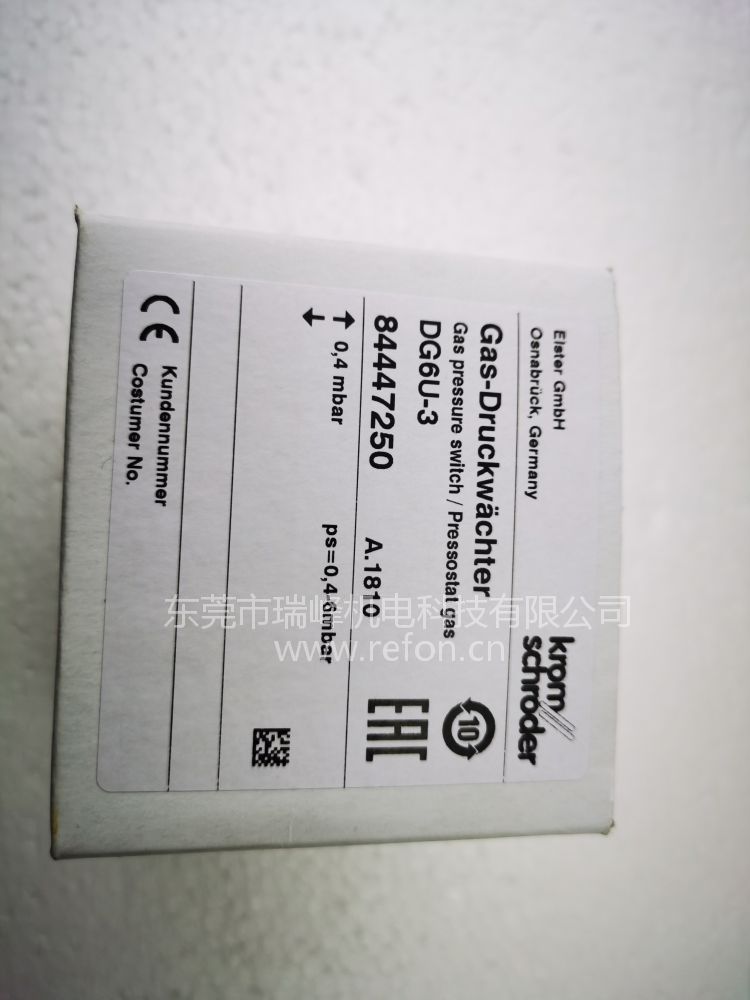 Elster GmbH
Osnabrück, Germany
krom//
schröder
Gas-Druckwächter
Gas pressure switch / Pressostat gas
DG6U-3
10
84447250 A.1810
EAC
↑ 0,4 mbar ps=0,4-6mbar
↓
CE Kundennummer
Costumer No.
东莞市瑞峰机电科技有限公司
www.refon.cn